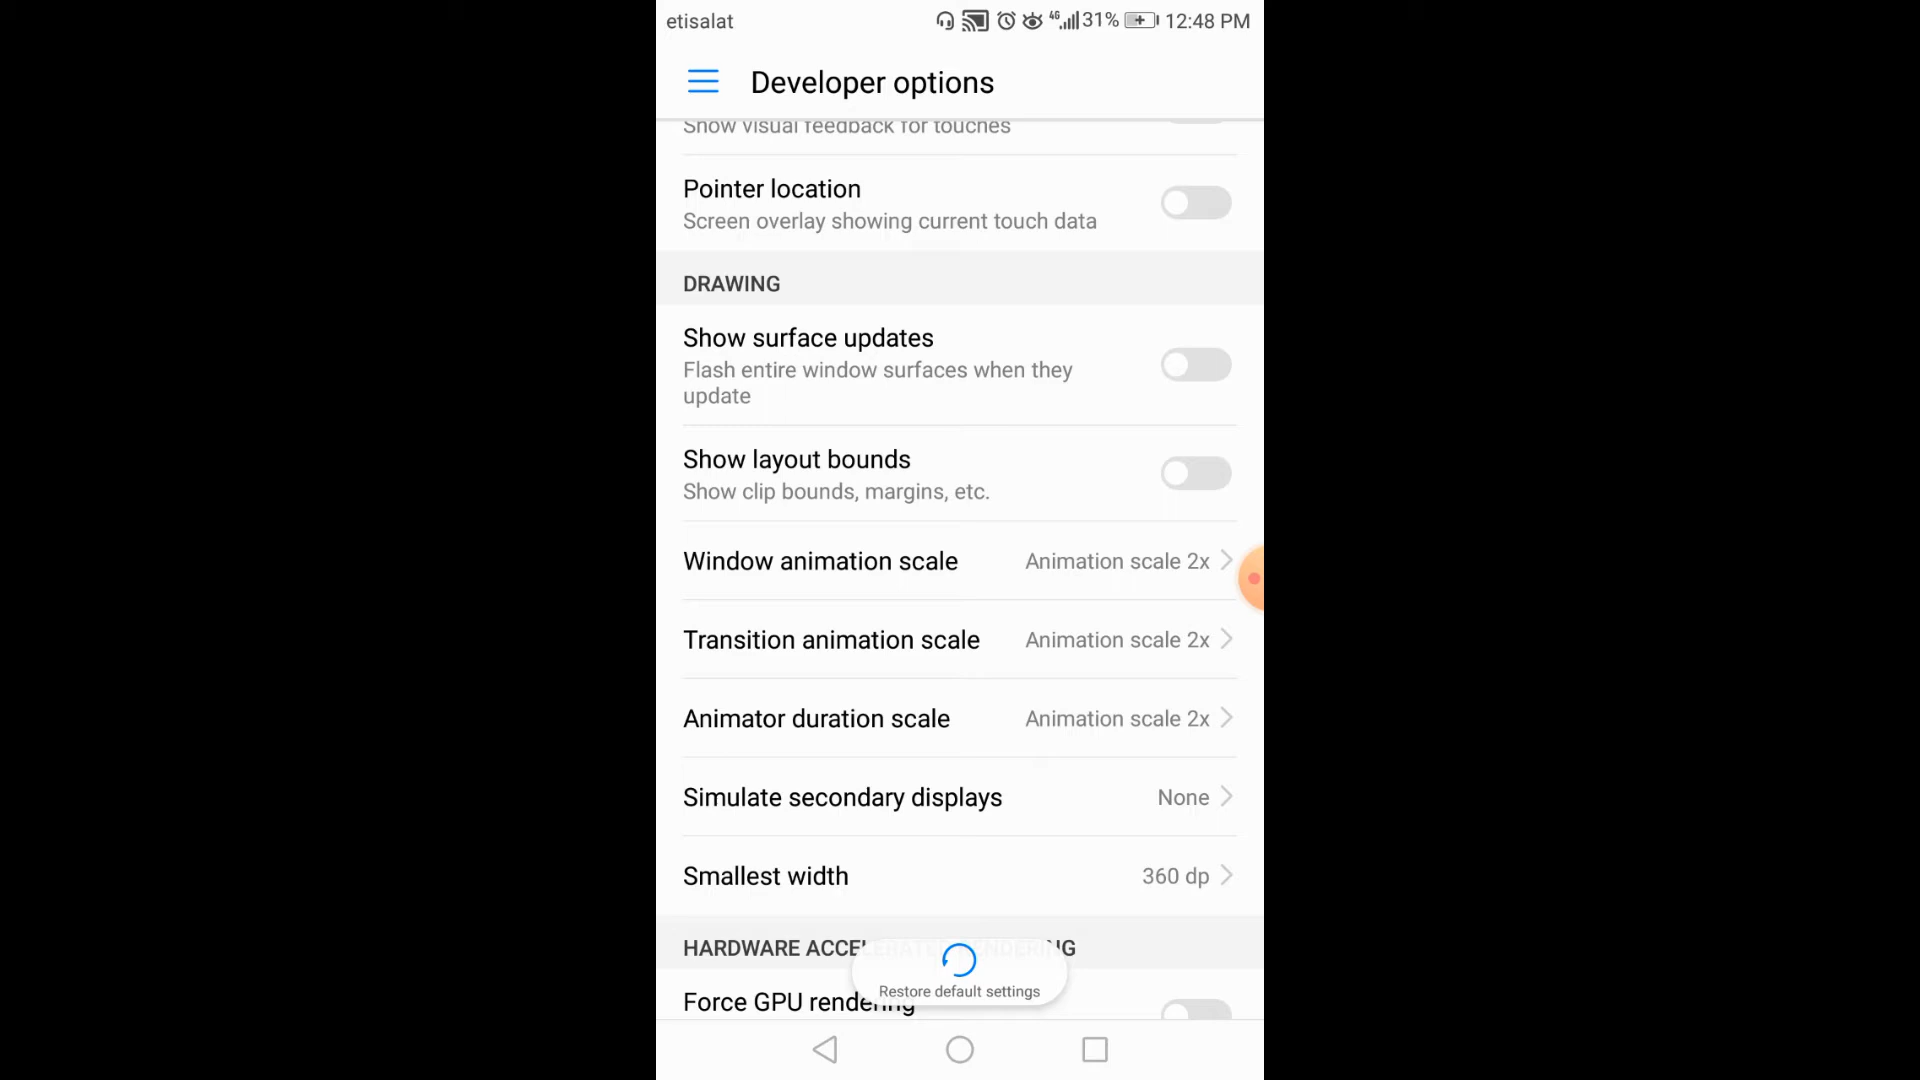 etisalat 4G 31% 12:48 PM
Developer options
Show visual feedback for touches
Pointer location
Screen overlay showing current touch data
DRAWING
Show surface updates
Flash entire window surfaces when they
update
Show layout bounds
Show clip bounds, margins, etc.
Window animation scale Animation scale 2x
Transition animation scale Animation scale 2x
Animator duration scale Animation scale 2x
Simulate secondary displays None
Smallest width 360 dp
HARDWARE ACCELERATED RENDERING
Restore default settings
Force GPU rendering